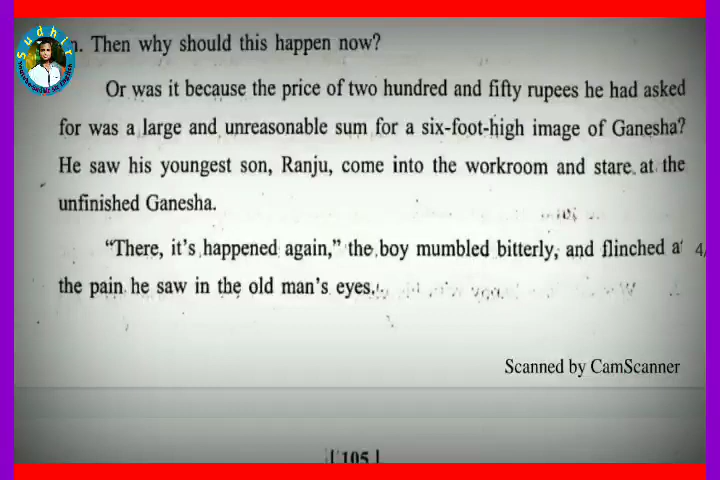 Sudhir
n. Then why should this happen now?
Or was it because the price of two hundred and fifty rupees he had asked
for was a large and unreasonable sum for a six-foot-high image of Ganesha?
He saw his youngest son, Ranju, come into the workroom and stare at the
unfinished Ganesha.
“There, it’s happened again,” the boy mumbled bitterly, and flinched a
the pain he saw in the old man’s eyes.
Scanned by CamScanner
| 105 |